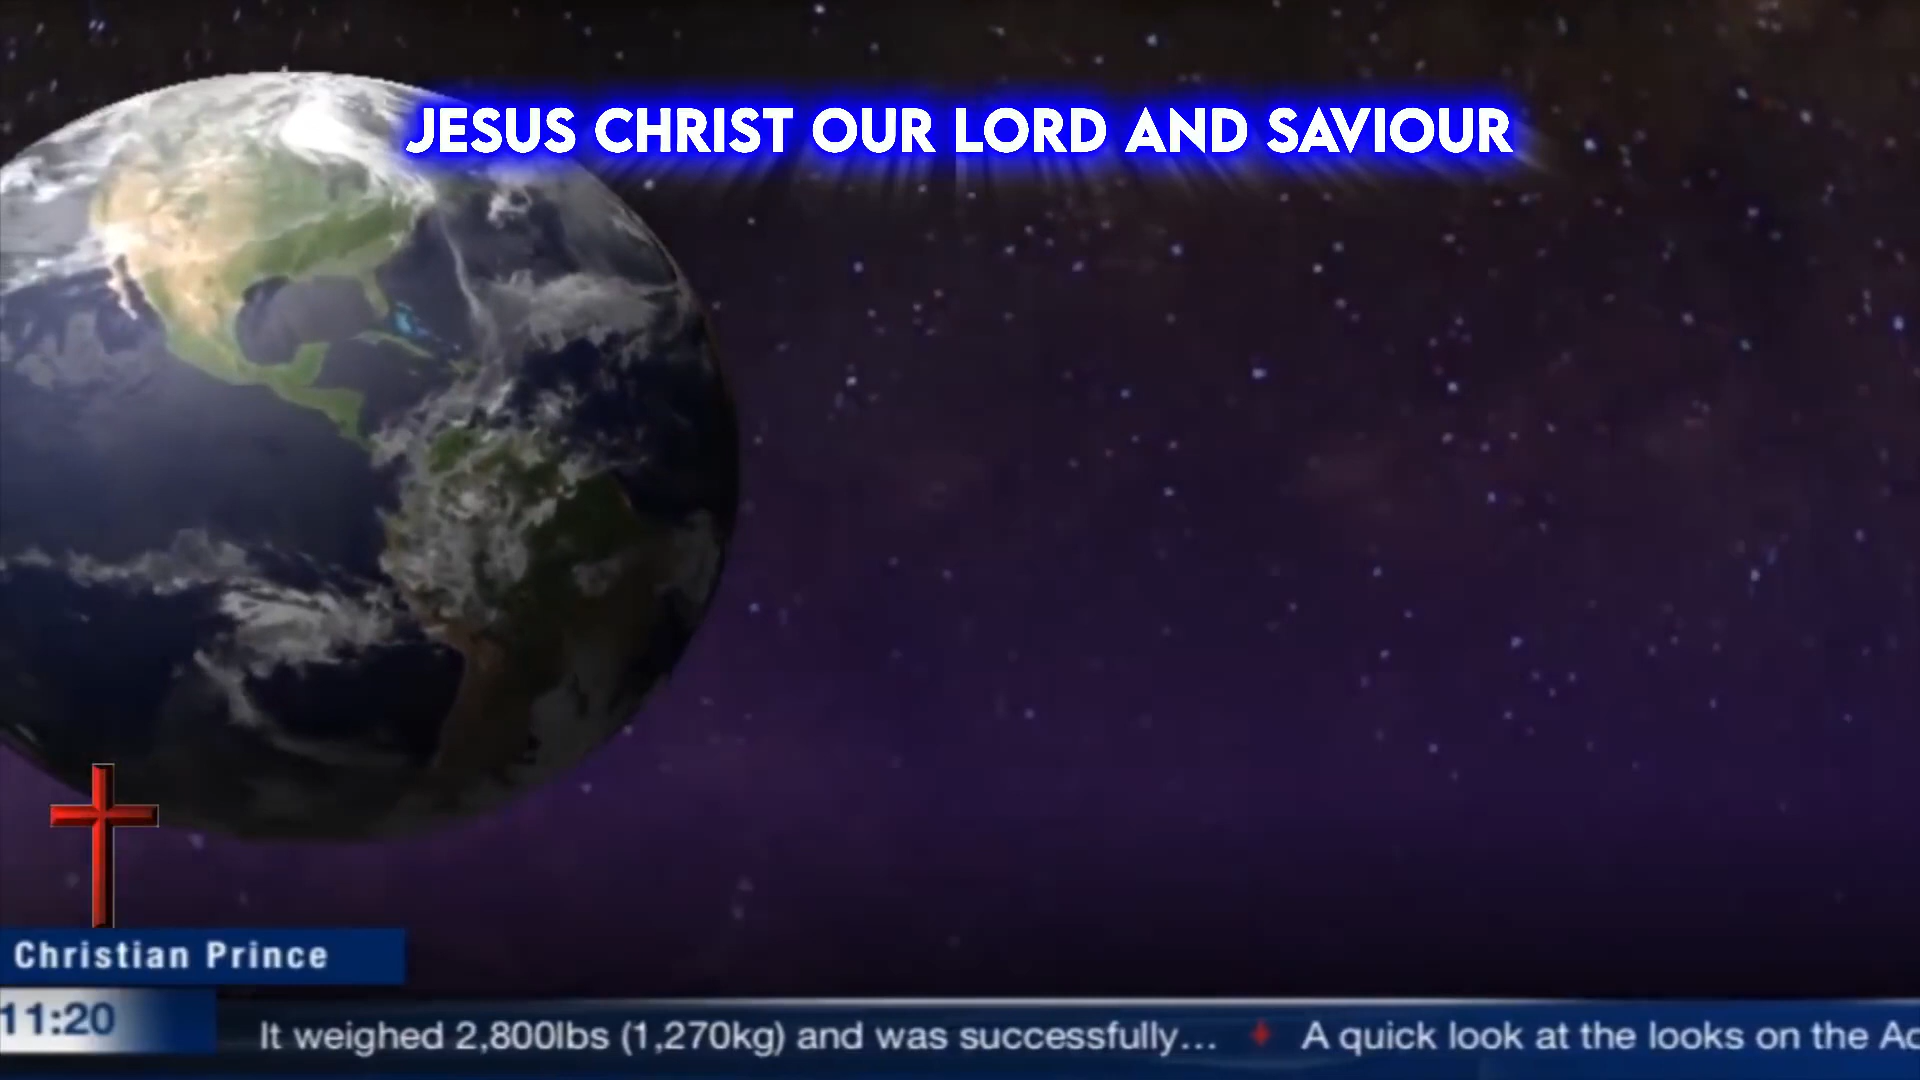 JESUS CHRIST OUR LORD AND SAVIOUR
Christian Prince
11:20
It weighed 2,800lbs (1,270kg) and was successfully... A quick look at the looks on the